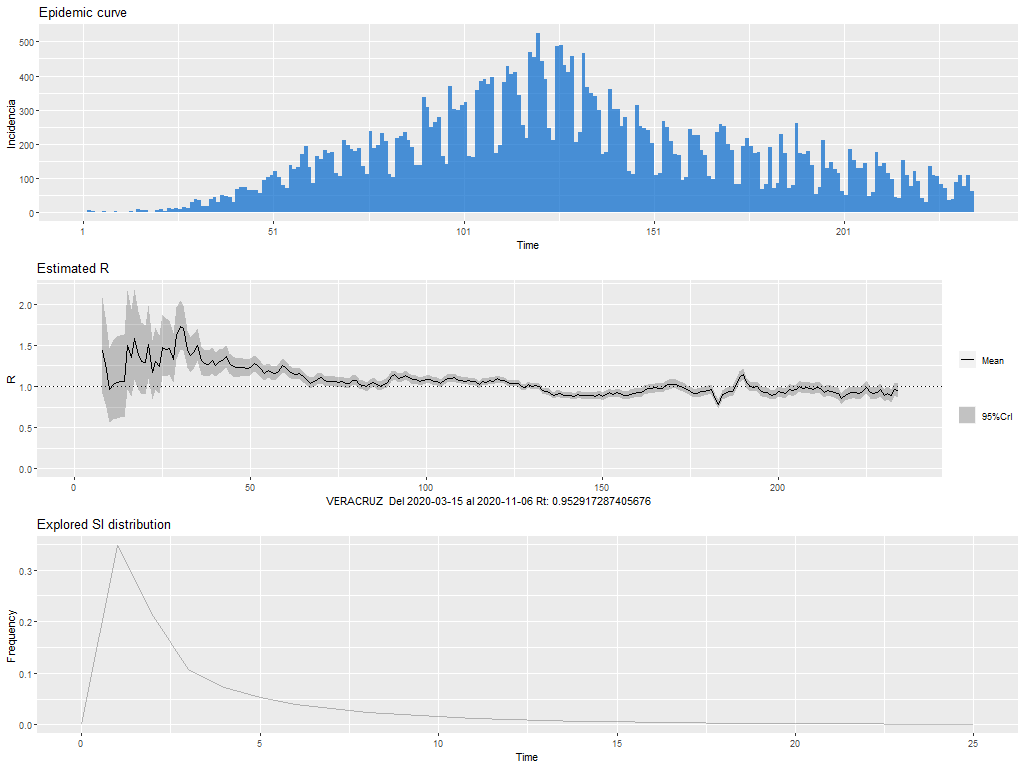 Epidemic curve
500
400
300
200
100
0
Incidencia
1
51
101
151
201
Time
Estimated R
2.0
1.5
1.0
0.5
0.0
R
0
50
100
150
200
VERACRUZ Del 2020-03-15 al 2020-11-06 Rt: 0.952917287405676
Mean
95%CrI
Explored SI distribution
0.3
0.2
0.1
0.0
Frequency
0
5
10
15
20
25
Time